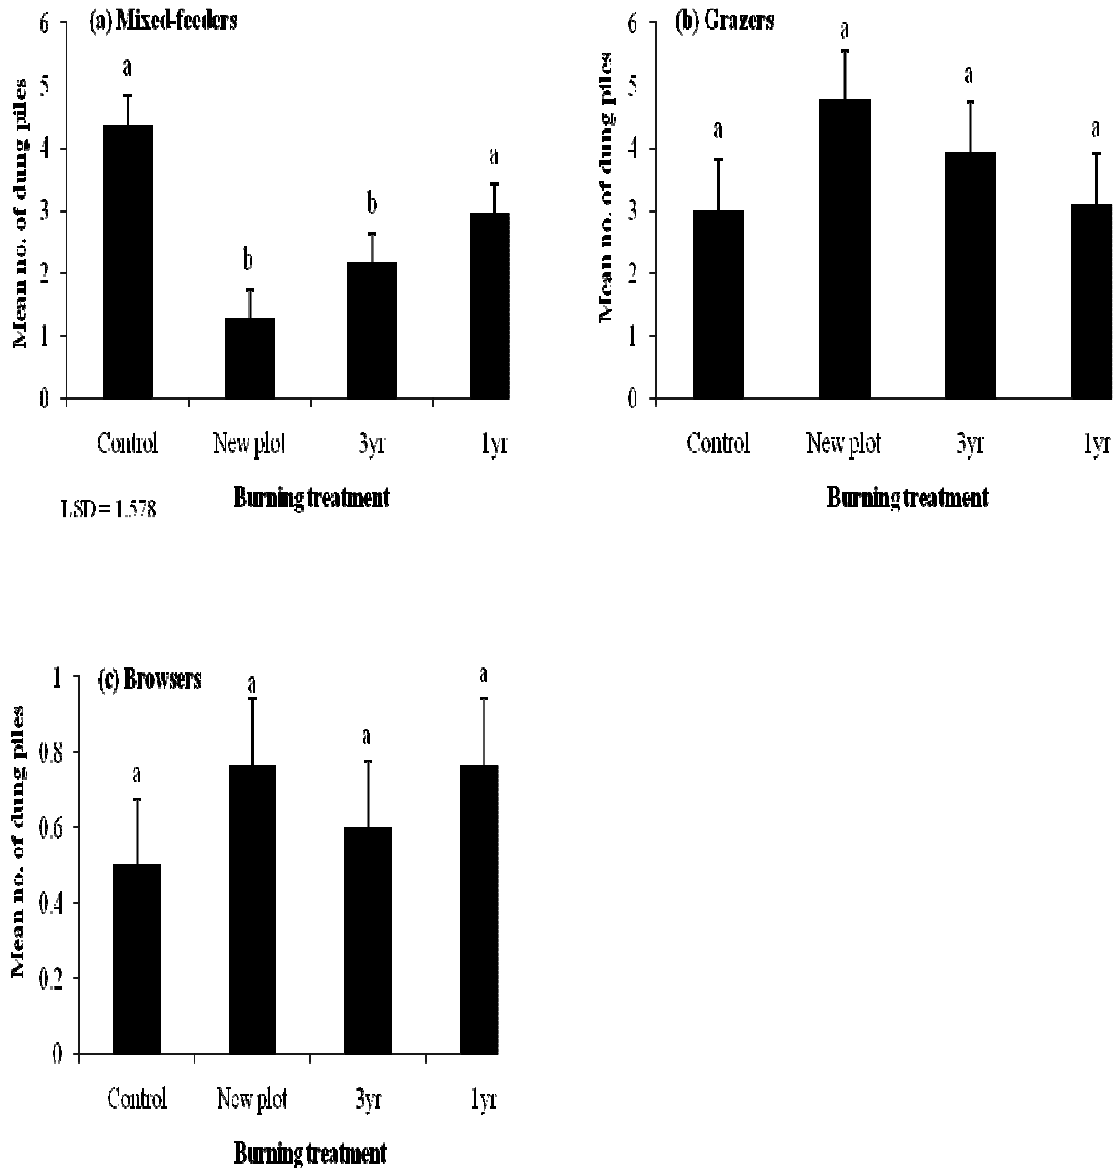 (a) Mixed-feeders
Mean no. of dung piles
6
5
4
3
2
1
0
a
b
b
a
Control New plot 3yr 1yr
Burning treatment
LSD = 1.578
(b) Grazers
Mean no. of dung piles
6
5
4
3
2
1
0
a
a
a
a
Control New plot 3yr 1yr
Burning treatment
(c) Browsers
Mean no. of dung piles
1
0.8
0.6
0.4
0.2
0
a
a
a
a
Control New plot 3yr 1yr
Burning treatment